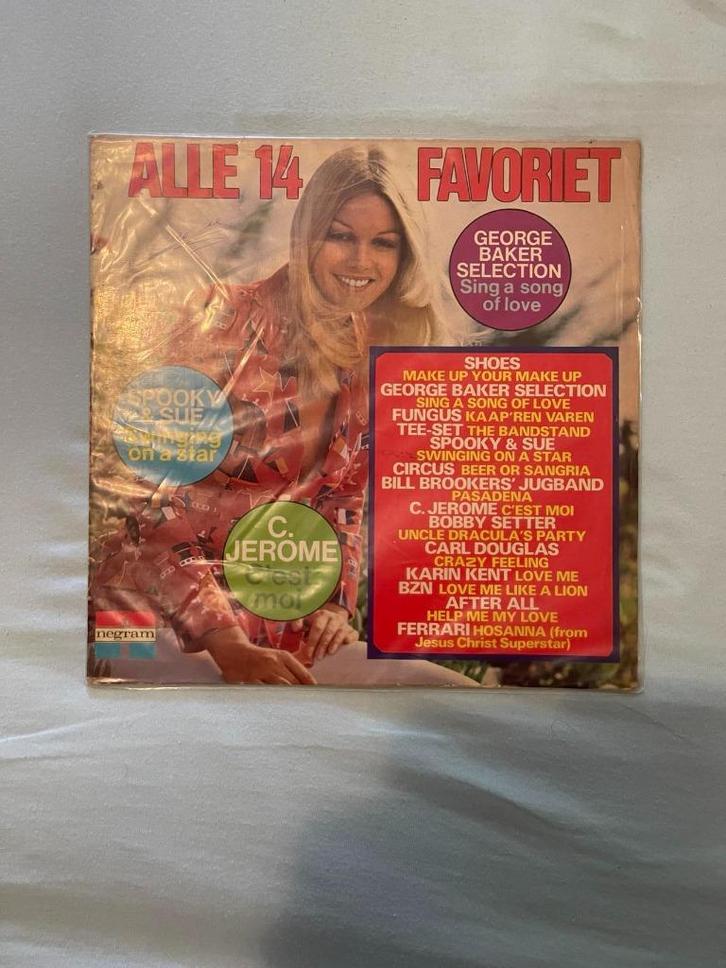 ALLE 14 FAVORIET
GEORGE
BAKER
SELECTION
Sing a song
of love
SPOOKY
& SUE
Swinging
on a star
C.
JERÔME
C'est
moi
negram
SHOES
MAKE UP YOUR MAKE UP
GEORGE BAKER SELECTION
SING A SONG OF LOVE
FUNGUS KAAP'REN VAREN
TEE-SET THE BANDSTAND
SPOOKY & SUE
SWINGING ON A STAR
CIRCUS BEER OR SANGRIA
BILL BROOKERS' JUGBAND
PASADENA
C. JEROME C'EST MOI
BOBBY SETTER
UNCLE DRACULA'S PARTY
CARL DOUGLAS
CRAZY FEELING
KARIN KENT LOVE ME
BZN LOVE ME LIKE A LION
AFTER ALL
HELP ME MY LOVE
FERRARI HOSANNA (from
Jesus Christ Superstar)